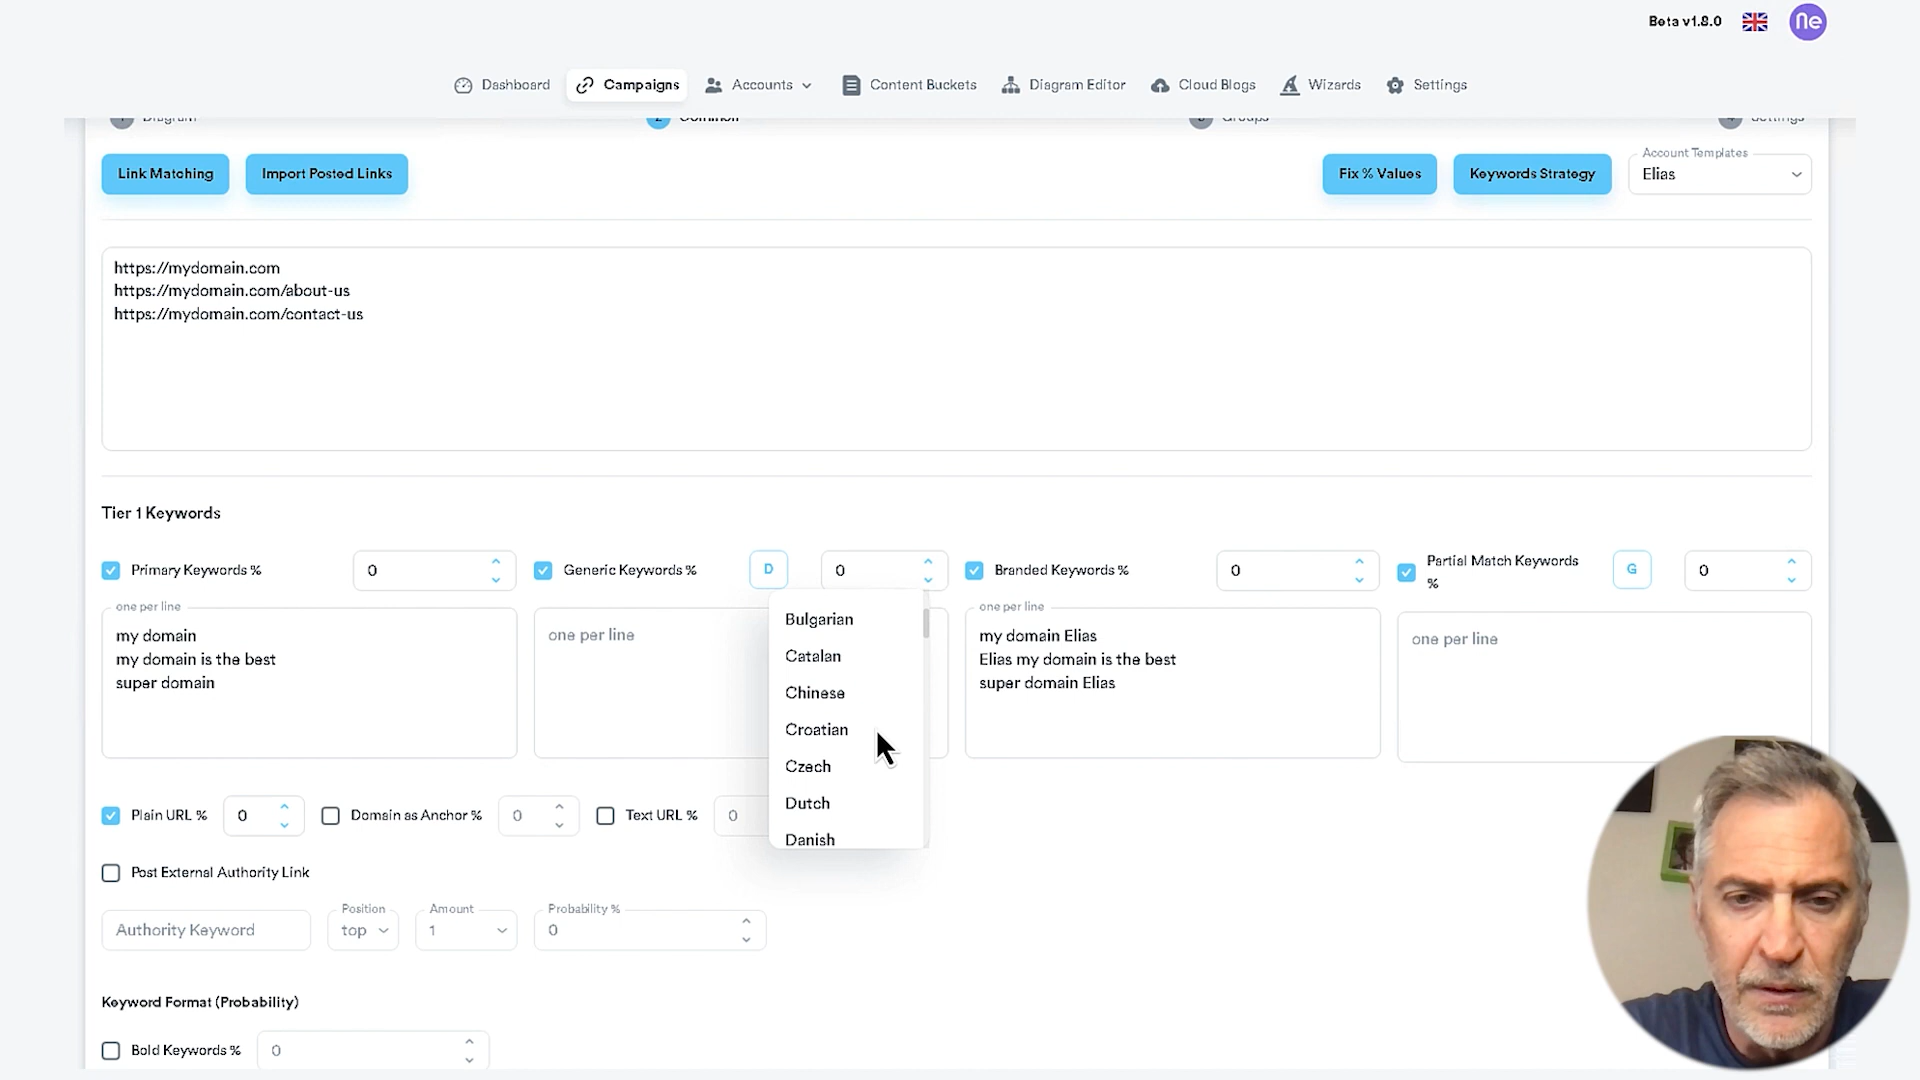 Beta v1.8.0
Ne
Dashboard
Campaigns
Accounts
Content Buckets
Diagram Editor
Cloud Blogs
Wizards
Settings
Diagram
Common
Groups
Settings
Link Matching
Import Posted Links
Fix % Values
Keywords Strategy
Account Templates
Elias
https://mydomain.com
https://mydomain.com/about-us
https://mydomain.com/contact-us
Tier 1 Keywords
Primary Keywords %
0
Generic Keywords %
D
0
Branded Keywords %
0
Partial Match Keywords
%
G
0
one per line
my domain
my domain is the best
super domain
one per line
Bulgarian
Catalan
Chinese
Croatian
Czech
Dutch
Danish
one per line
my domain Elias
Elias my domain is the best
super domain Elias
one per line
Plain URL %
0
Domain as Anchor %
0
Text URL %
0
Post External Authority Link
Authority Keyword
Position
top
Amount
1
Probability %
0
Keyword Format (Probability)
Bold Keywords %
0